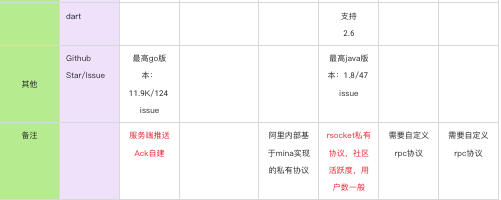 dart
支持
2.6
其他
Github
Star/Issue
最高go版
本：
11.9K/124
issue
最高java版
本：1.8/47
issue
备注
服务端推送
Ack自建
阿里内部基
于mina实现
的私有协议
rsocket私有
协议，社区
活跃度，用
户数一般
需要自定义
rpc协议
需要自定义
rpc协议